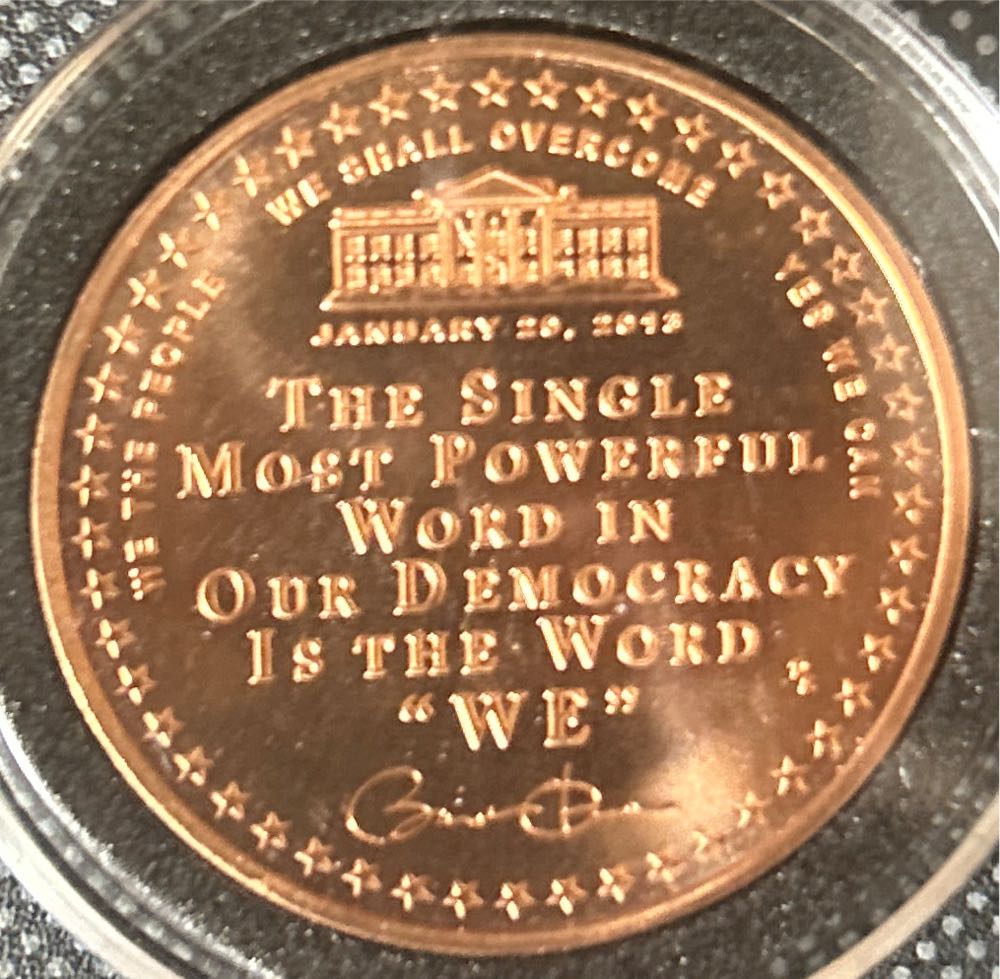 WE SHALL OVERCOME
WE THE PEOPLE
YES WE CAN
JANUARY 20, 2013
THE SINGLE
MOST POWERFUL
WORD IN
OUR DEMOCRACY
IS THE WORD
“WE”